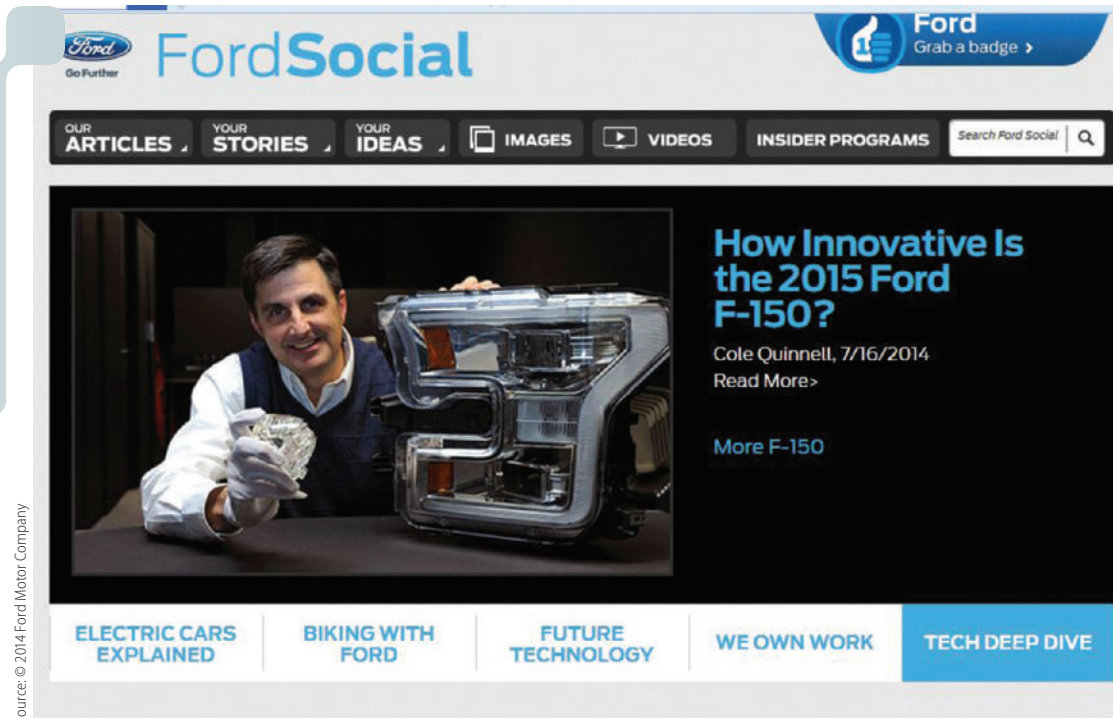 Ford
Go Further
FordSocial
1
Ford
Grab a badge >
OUR
ARTICLES
YOUR
STORIES
YOUR
IDEAS
IMAGES
VIDEOS
INSIDER PROGRAMS
Search Ford Social
How Innovative Is
the 2015 Ford
F-150?
Cole Quinnell, 7/16/2014
Read More>
More F-150
ELECTRIC CARS
EXPLAINED
BIKING WITH
FORD
FUTURE
TECHNOLOGY
WE OWN WORK
TECH DEEP DIVE
ource: © 2014 Ford Motor Company